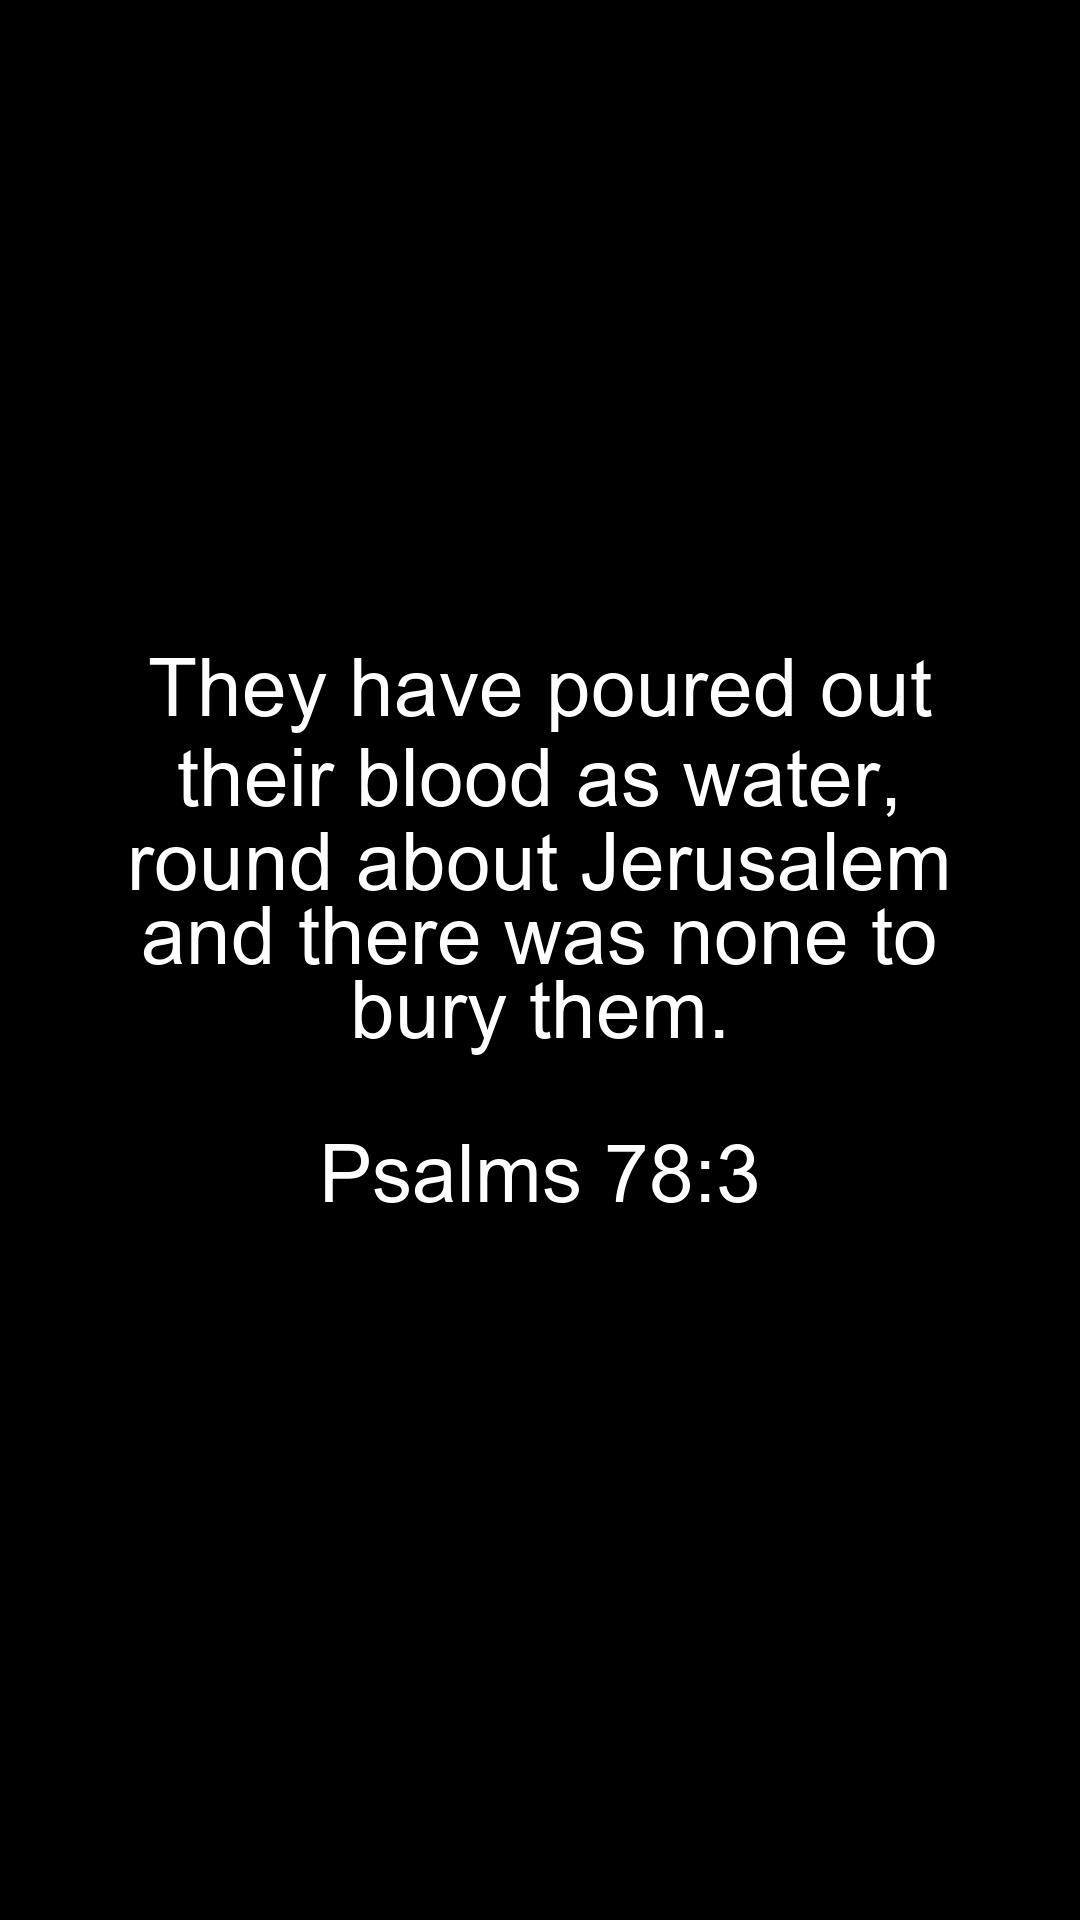 They have poured out
their blood as water,
round about Jerusalem
and there was none to
bury them.
Psalms 78:3